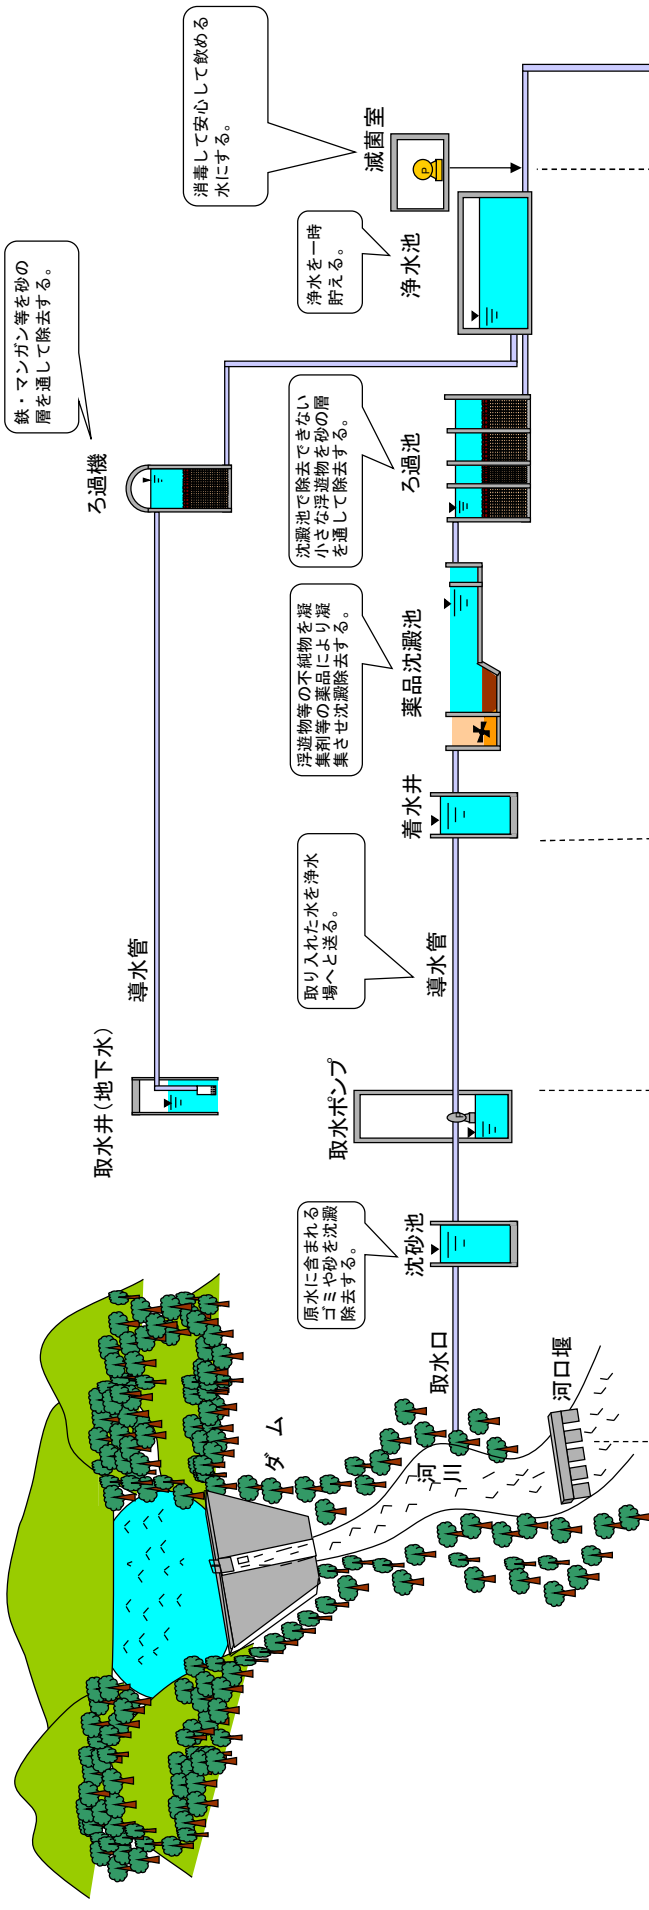 ダム
河川
河口堰
取水口
沈砂池
原水に含まれる
ゴミや砂を沈澱
除去する。
取水ポンプ
取水井(地下水)
導水管
導水管
取り入れた水を浄水
場へと送る。
着水井
薬品沈澱池
浮遊物等の不純物を凝
集剤等の薬品により凝
集させ沈澱除去する。
ろ過池
沈澱池で除去できない
小さな浮遊物を砂の層
を通して除去する。
ろ過機
鉄・マンガン等を砂の
層を通して除去する。
浄水池
浄水を一時
貯える。
滅菌室
P
消毒して安心して飲める
水にする。